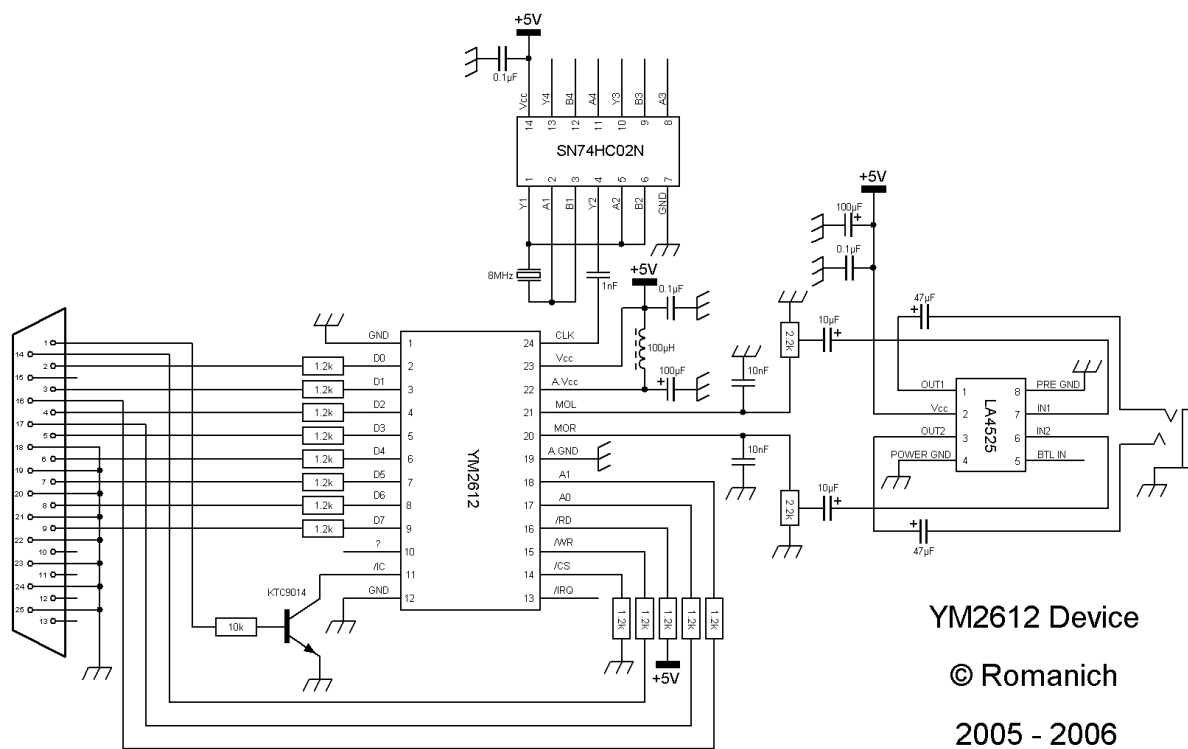 +5V
0.1µF
Vcc Y4 B4 A4 Y3 B3 A3
14 13 12 11 10 9 8
SN74HC02N
1 2 3 4 5 6 7
Y1 A1 B1 Y2 A2 B2 GND
8MHz
1nF
+5V
0.1µF
100µH
100µF
+5V
100µF
0.1µF
47µF
10µF
2.2k
10nF
1
14
2
15
3
16
4
17
5
18
6
19
7
20
8
21
9
22
10
23
11
24
12
25
13
1.2k
1.2k
1.2k
1.2k
1.2k
1.2k
1.2k
1.2k
GND 1
D0 2
D1 3
D2 4
D3 5
D4 6
D5 7
D6 8
D7 9
? 10
/IC 11
GND 12
YM2612
24 CLK
23 Vcc
22 A.Vcc
21 MOL
20 MOR
19 A.GND
18 A1
17 A0
16 /RD
15 /WR
14 /CS
13 /IRQ
KTC9014
10k
1.2k 1.2k 1.2k 1.2k 1.2k
+5V
10nF
2.2k
10µF
47µF
OUT1 1
Vcc 2
OUT2 3
POWER GND 4
LA4525
8 PRE GND
7 IN1
6 IN2
5 BTL IN
YM2612 Device
© Romanich
2005 - 2006